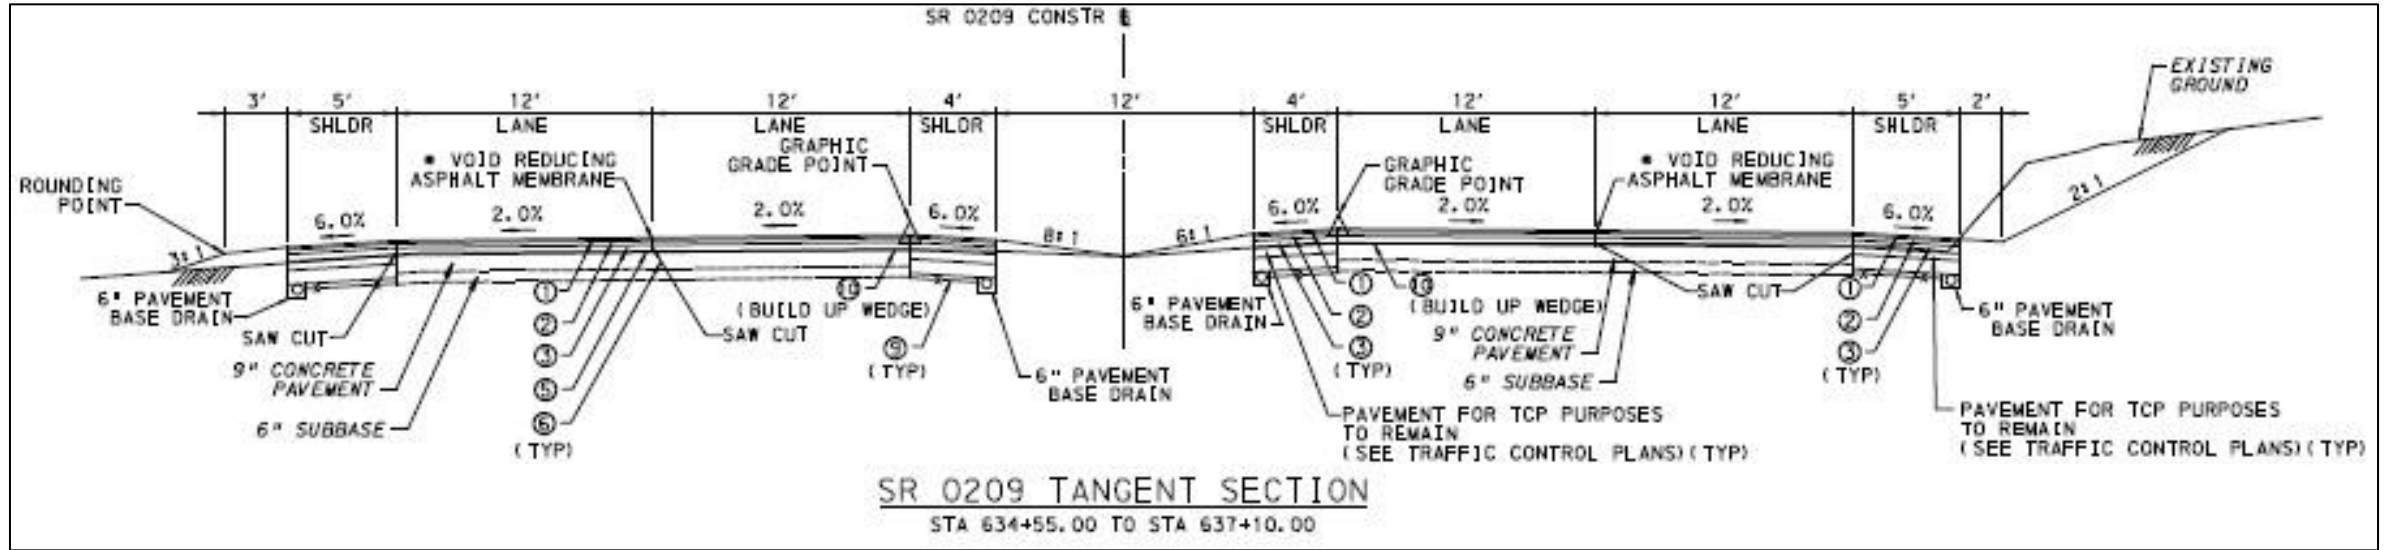 SR 0209 CONSTR ℄
3' 5' 12' 12' 4' 12' 4' 12' 12' 5' 2'
SHLDR LANE LANE SHLDR SHLDR LANE LANE SHLDR
EXISTING
GROUND
ROUNDING
POINT
* VOID REDUCING
ASPHALT MEMBRANE
GRAPHIC
GRADE POINT
GRAPHIC
GRADE POINT
* VOID REDUCING
ASPHALT MEMBRANE
3:1
6.0% 2.0% 2.0% 6.0%
8:1 6:1
6.0% 2.0% 2.0% 6.0%
2:1
6" PAVEMENT
BASE DRAIN
SAW CUT
9" CONCRETE
PAVEMENT
6" SUBBASE
1
2
3
5
6
(TYP)
SAW CUT
10
(BUILD UP WEDGE)
9
(TYP)
6" PAVEMENT
BASE DRAIN
6" PAVEMENT
BASE DRAIN
1
2
3
(TYP)
10
(BUILD UP WEDGE)
9" CONCRETE
PAVEMENT
6" SUBBASE
SAW CUT
PAVEMENT FOR TCP PURPOSES
TO REMAIN
(SEE TRAFFIC CONTROL PLANS)(TYP)
1
2
3
(TYP)
6" PAVEMENT
BASE DRAIN
PAVEMENT FOR TCP PURPOSES
TO REMAIN
(SEE TRAFFIC CONTROL PLANS)(TYP)
SR 0209 TANGENT SECTION
STA 634+55.00 TO STA 637+10.00